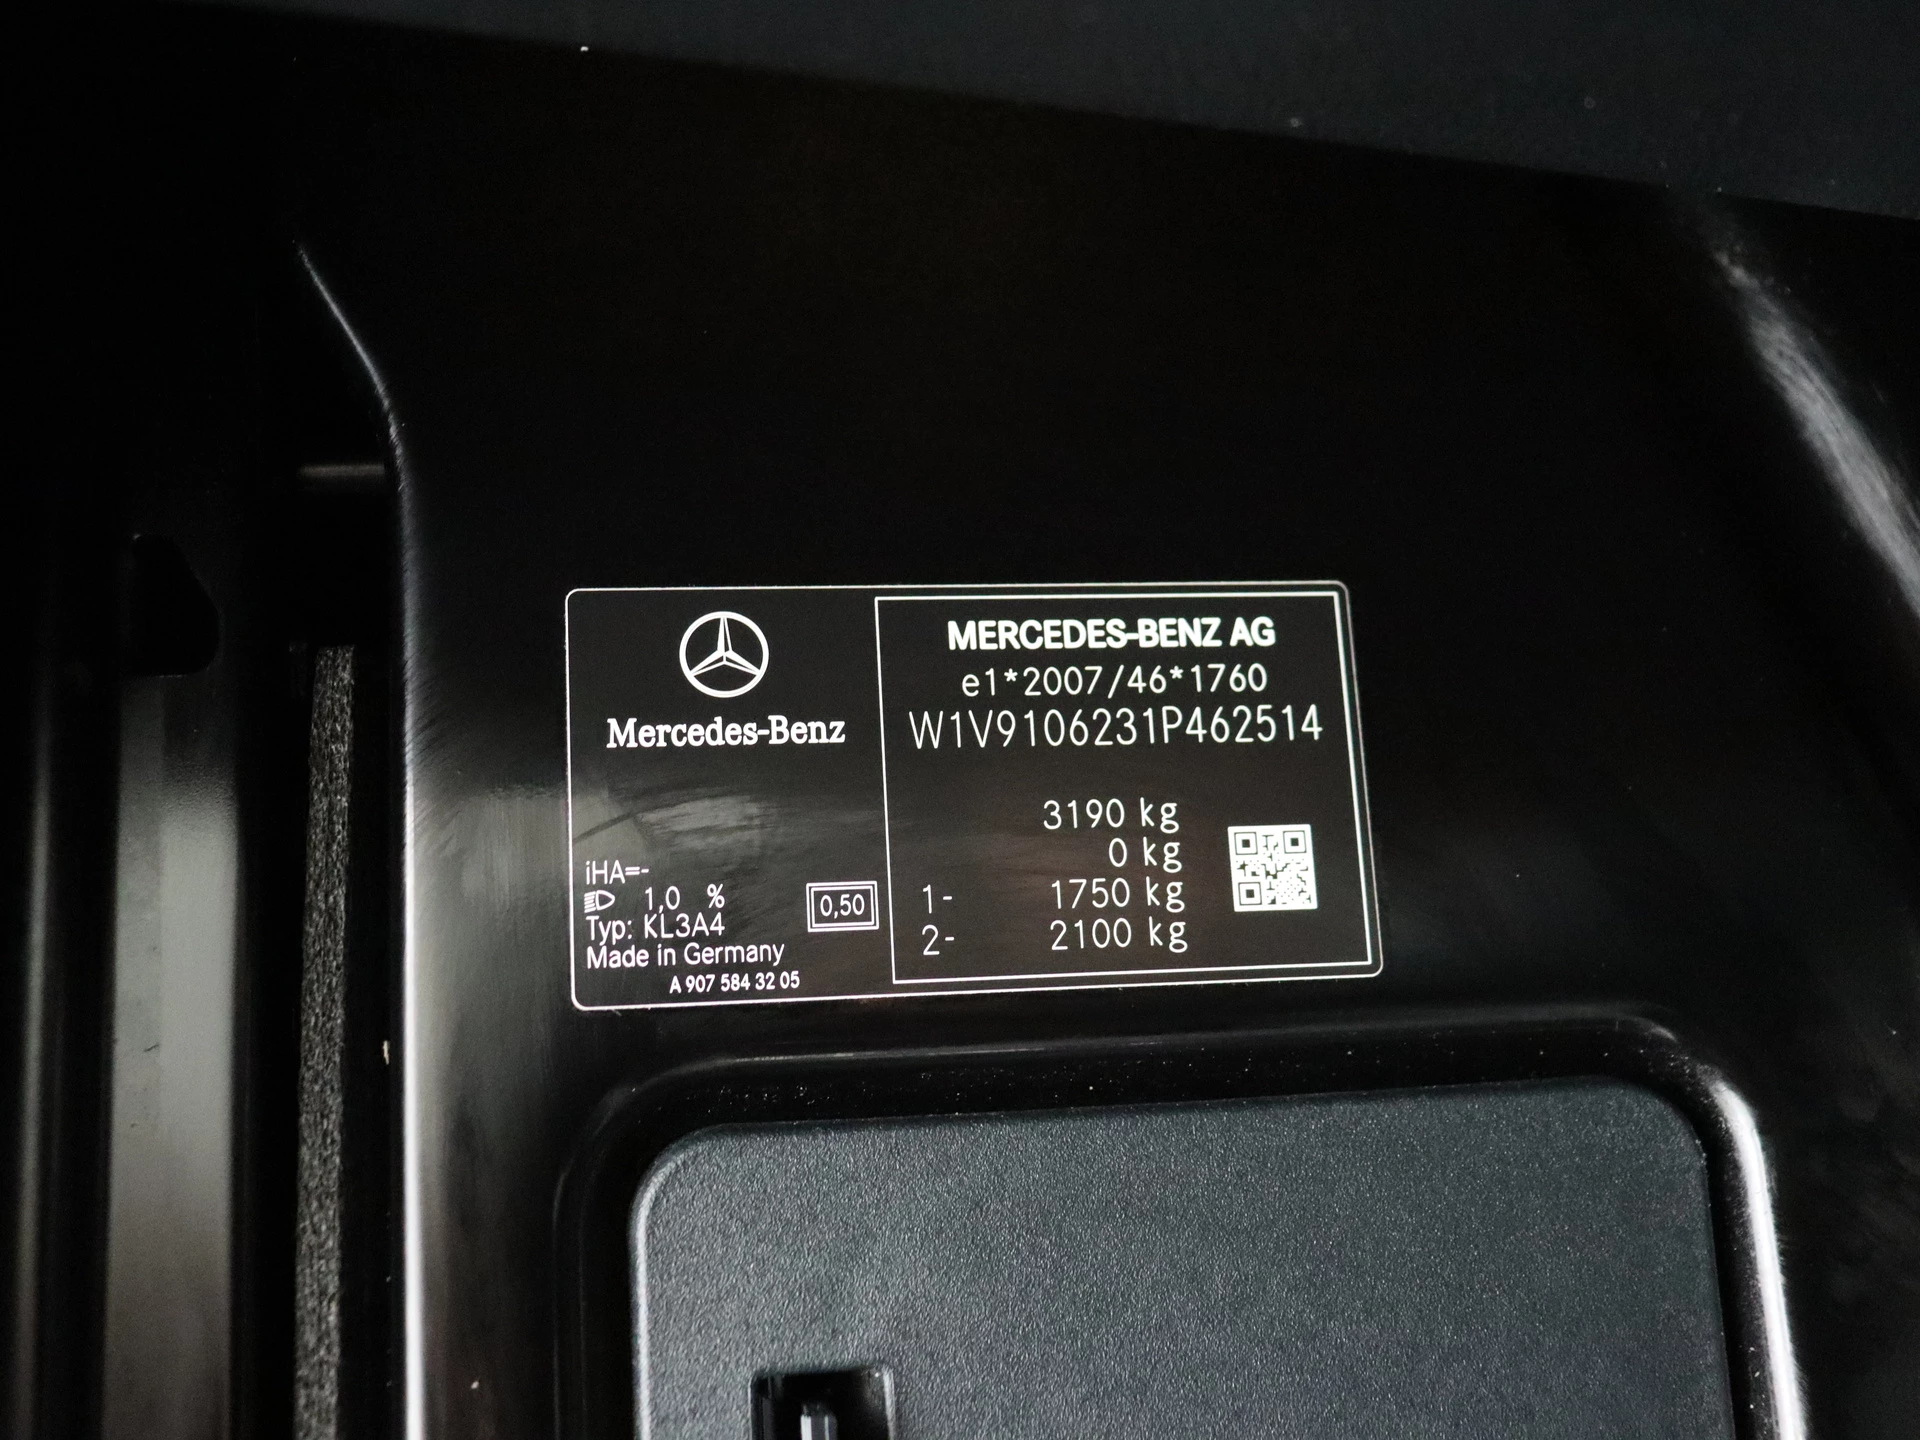 Mercedes-Benz
iHA=-
1,0 %
0,50
Typ: KL3A4
Made in Germany
A 907 584 32 05
MERCEDES-BENZ AG
e1*2007/46*1760
W1V9106231P462514
3190 kg
0 kg
1- 1750 kg
2- 2100 kg